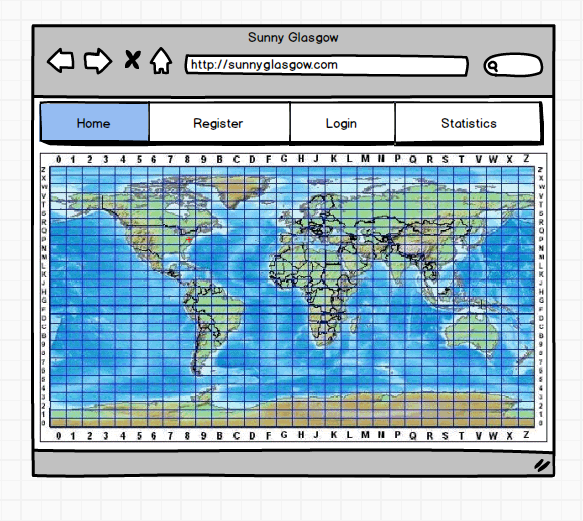 Sunny Glasgow
http://sunnyglasgow.com
Home Register Login Statistics
0 1 2 3 4 5 6 7 8 9 B C D F G H J K L M N P Q R S T V W X Z
Z Z
X X
W W
V V
T T
S S
R R
Q Q
P P
N N
M M
L L
K K
J J
H H
G G
F F
D D
C C
B B
9 9
8 8
7 7
6 6
5 5
4 4
3 3
2 2
1 1
0 0
0 1 2 3 4 5 6 7 8 9 B C D F G H J K L M N P Q R S T V W X Z